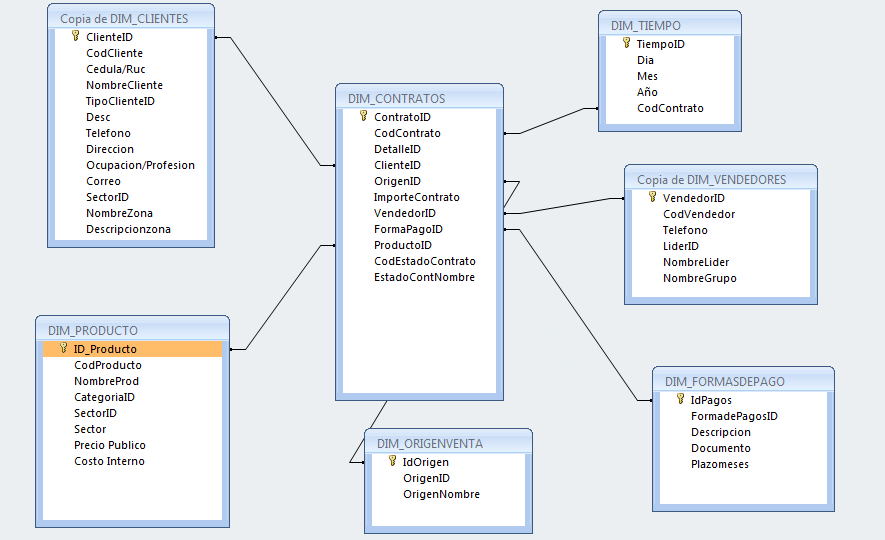 Copia de DIM_CLIENTES
ClienteID
CodCliente
Cedula/Ruc
NombreCliente
TipoClienteID
Desc
Telefono
Direccion
Ocupacion/Profesion
Correo
SectorID
NombreZona
Descripcionzona
DIM_CONTRATOS
ContratoID
CodContrato
DetalleID
ClienteID
OrigenID
ImporteContrato
VendedorID
FormaPagoID
ProductoID
CodEstadoContrato
EstadoContNombre
DIM_TIEMPO
TiempoID
Dia
Mes
Año
CodContrato
Copia de DIM_VENDEDORES
VendedorID
CodVendedor
Telefono
LiderID
NombreLider
NombreGrupo
DIM_PRODUCTO
ID_Producto
CodProducto
NombreProd
CategoriaID
SectorID
Sector
Precio Publico
Costo Interno
DIM_ORIGENVENTA
IdOrigen
OrigenID
OrigenNombre
DIM_FORMASDEPAGO
IdPagos
FormadePagosID
Descripcion
Documento
Plazomeses